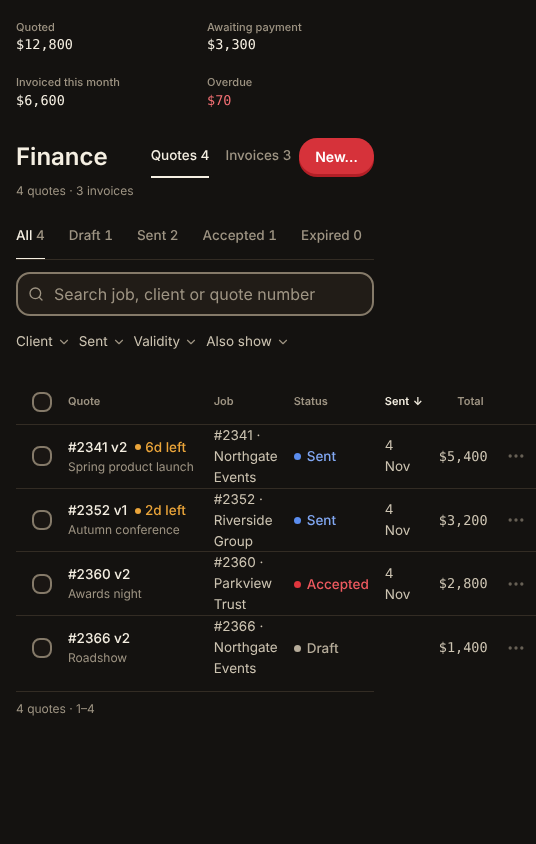 Quoted
$12,800
Awaiting payment
$3,300
Invoiced this month
$6,600
Overdue
$70
Finance
Quotes 4
Invoices 3
New...
4 quotes · 3 invoices
All 4
Draft 1
Sent 2
Accepted 1
Expired 0
Search job, client or quote number
Client
Sent
Validity
Also show
Quote
Job
Status
Sent ↓
Total
#2341 v2
6d left
Spring product launch
#2341 ·
Northgate
Events
Sent
4
Nov
$5,400
#2352 v1
2d left
Autumn conference
#2352 ·
Riverside
Group
Sent
4
Nov
$3,200
#2360 v2
Awards night
#2360 ·
Parkview
Trust
Accepted
4
Nov
$2,800
#2366 v2
Roadshow
#2366 ·
Northgate
Events
Draft
$1,400
4 quotes · 1–4